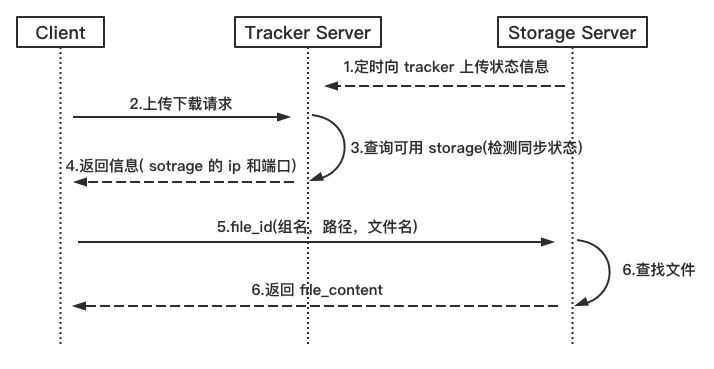 Client
Tracker Server
Storage Server
1.定时向 tracker 上传状态信息
2.上传下载请求
3.查询可用 storage(检测同步状态)
4.返回信息( sotrage 的 ip 和端口)
5.file_id(组名，路径，文件名)
6.查找文件
6.返回 file_content